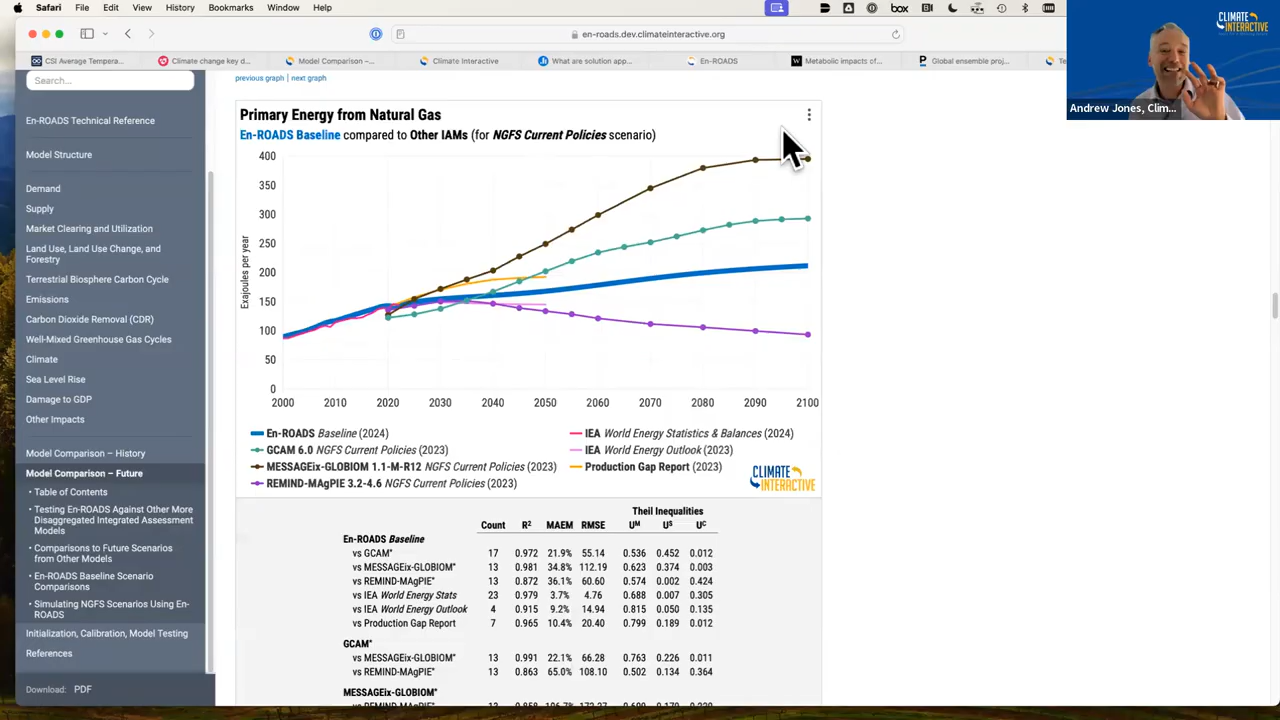 Safari File Edit View History Bookmarks Window Help
box
en-roads.dev.climateinteractive.org
CSI Average Tempera...
Climate change key d...
Model Comparison –...
Climate Interactive
What are solution app...
En-ROADS
Metabolic impacts of...
Global ensemble proj...
CLIMATE
INTERACTIVE
Andrew Jones, Clim...
Search...
En-ROADS Technical Reference
Model Structure
Demand
Supply
Market Clearing and Utilization
Land Use, Land Use Change, and
Forestry
Terrestrial Biosphere Carbon Cycle
Emissions
Carbon Dioxide Removal (CDR)
Well-Mixed Greenhouse Gas Cycles
Climate
Sea Level Rise
Damage to GDP
Other Impacts
Model Comparison – History
Model Comparison – Future
• Table of Contents
• Testing En-ROADS Against Other More
Disaggregated Integrated Assessment
Models
• Comparisons to Future Scenarios
from Other Models
• En-ROADS Baseline Scenario
Comparisons
• Simulating NGFS Scenarios Using En-
ROADS
Initialization, Calibration, Model Testing
References
Download: PDF
previous graph | next graph
Primary Energy from Natural Gas
En-ROADS Baseline compared to Other IAMs (for NGFS Current Policies scenario)
Exajoules per year
400
350
300
250
200
150
100
50
0
2000 2010 2020 2030 2040 2050 2060 2070 2080 2090 2100
En-ROADS Baseline (2024)
GCAM 6.0 NGFS Current Policies (2023)
MESSAGEix-GLOBIOM 1.1-M-R12 NGFS Current Policies (2023)
REMIND-MAgPIE 3.2-4.6 NGFS Current Policies (2023)
IEA World Energy Statistics & Balances (2024)
IEA World Energy Outlook (2023)
Production Gap Report (2023)
CLIMATE
INTERACTIVE
Theil Inequalities
Count R² MAEM RMSE Uᴹ Uˢ Uᶜ
En-ROADS Baseline
vs GCAM* 17 0.972 21.9% 55.14 0.536 0.452 0.012
vs MESSAGEix-GLOBIOM* 13 0.981 34.8% 112.19 0.623 0.374 0.003
vs REMIND-MAgPIE* 13 0.872 36.1% 60.60 0.574 0.002 0.424
vs IEA World Energy Stats 23 0.979 3.7% 4.76 0.688 0.007 0.305
vs IEA World Energy Outlook 4 0.915 9.2% 14.94 0.815 0.050 0.135
vs Production Gap Report 7 0.965 10.4% 20.40 0.799 0.189 0.012
GCAM*
vs MESSAGEix-GLOBIOM* 13 0.991 22.1% 66.28 0.763 0.226 0.011
vs REMIND-MAgPIE* 13 0.863 65.0% 108.10 0.502 0.134 0.364
MESSAGEix-GLOBIOM*